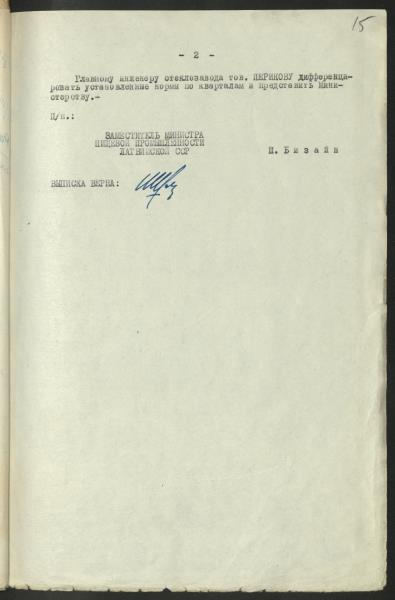 15
- 2 -
Главному инженеру стеклозавода тов. ЦЕРИКОВУ дифференци-
ровать установленные нормы по кварталам и представить Мини-
стерству.-
П/п.:
ЗАМЕСТИТЕЛЬ МИНИСТРА
ПИЩЕВОЙ ПРОМЫШЛЕННОСТИ
ЛАТВИЙСКОЙ ССР
П. Бизайв
ВЫПИСКА ВЕРНА: